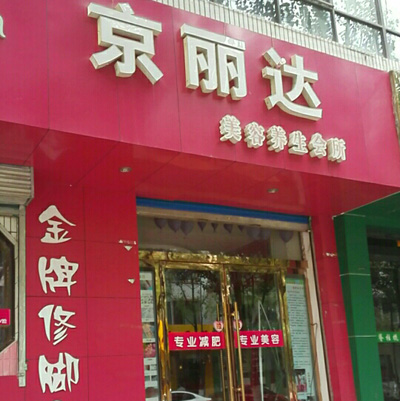 京丽达
美容养生会所
金牌修脚
专业减肥
专业美容